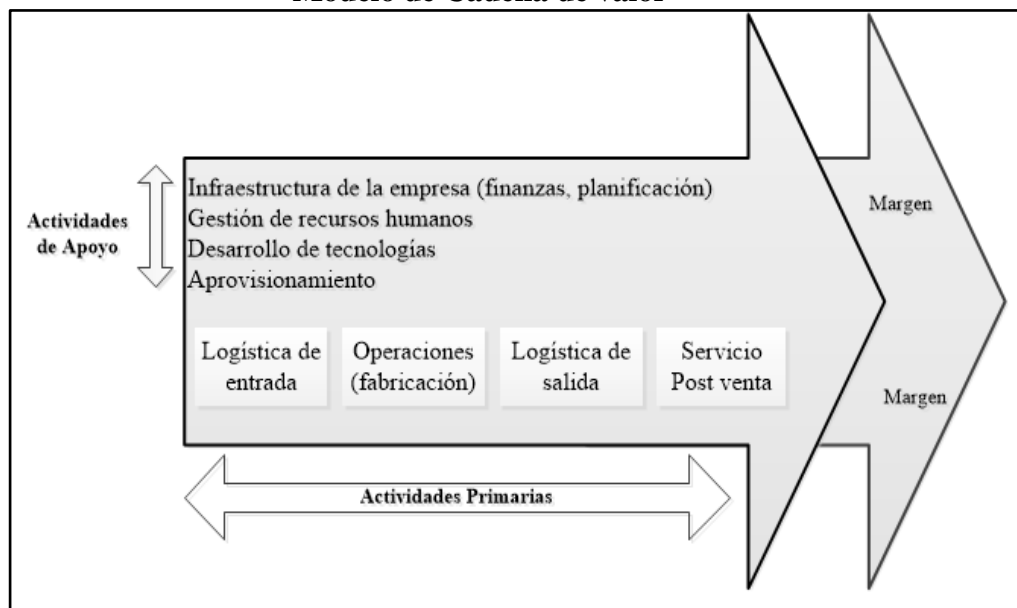 Modelo de Cadena de valor
Infraestructura de la empresa (finanzas, planificación)
Gestión de recursos humanos
Desarrollo de tecnologías
Aprovisionamiento
Actividades
de Apoyo
Margen
Logística de
entrada
Operaciones
(fabricación)
Logística de
salida
Servicio
Post venta
Margen
Actividades Primarias